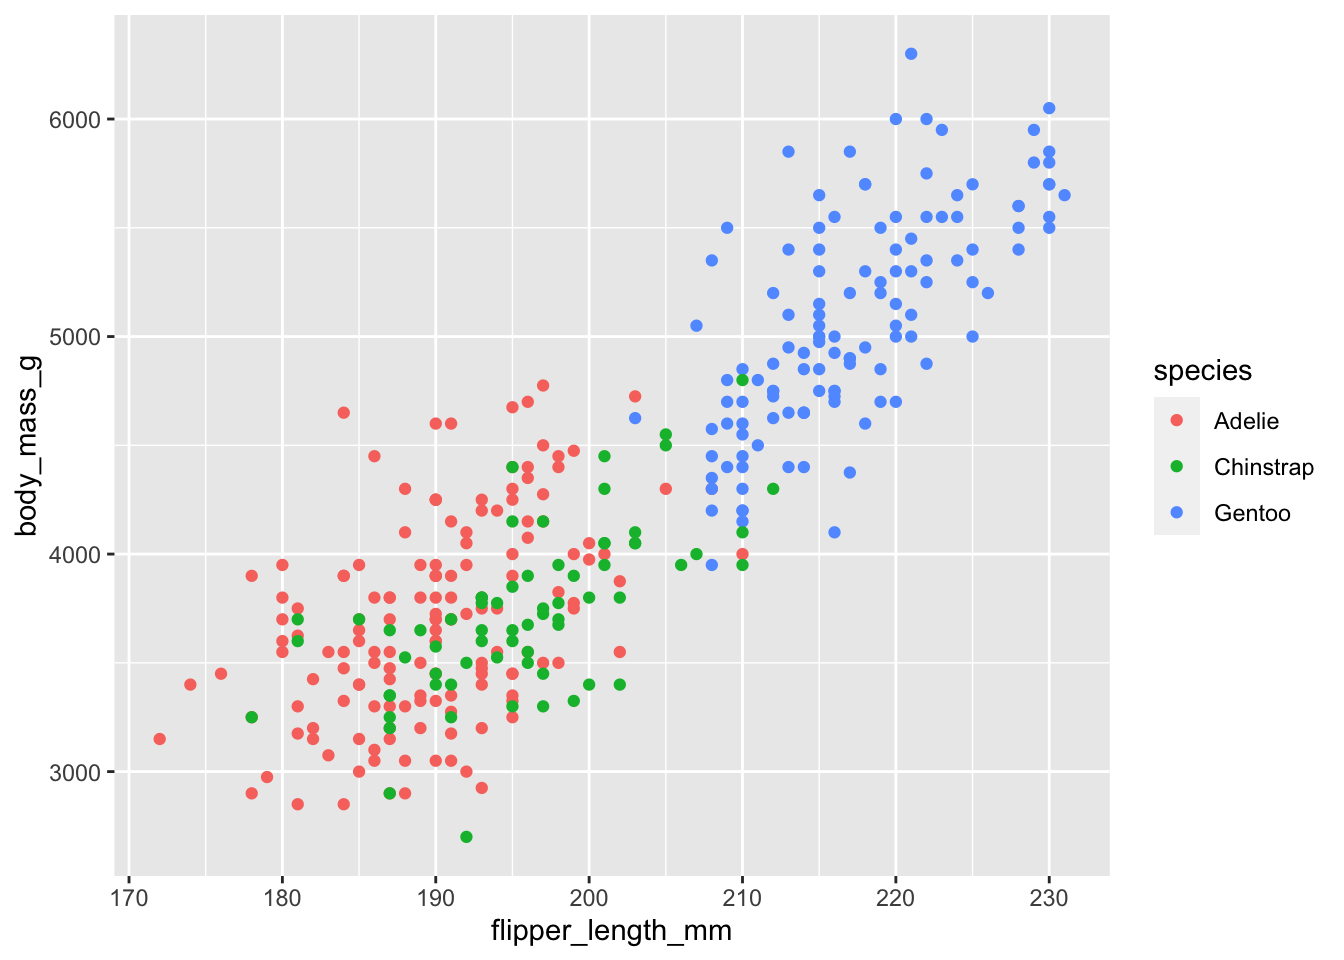 6000
5000
4000
3000
body_mass_g
170 180 190 200 210 220 230
flipper_length_mm
species
Adelie
Chinstrap
Gentoo